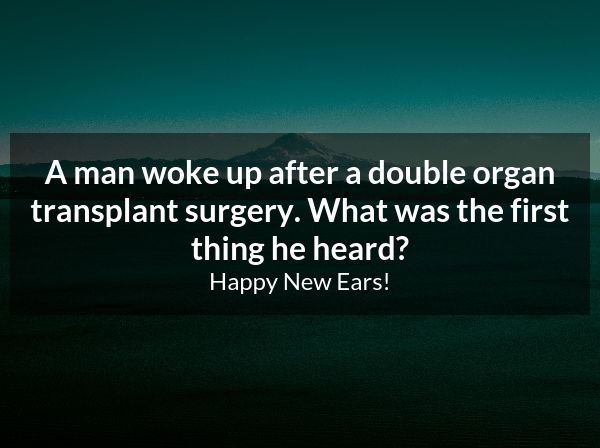 A man woke up after a double organ
transplant surgery. What was the first
thing he heard?
Happy New Ears!